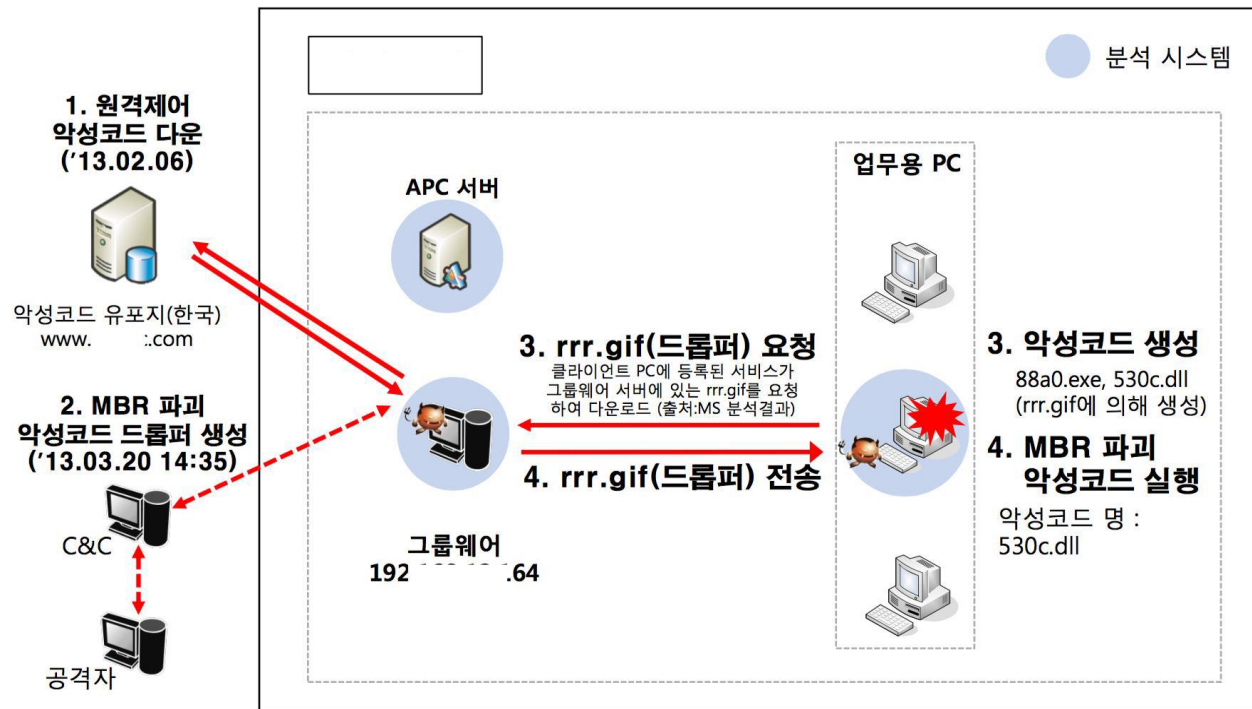 분석 시스템
1. 원격제어
악성코드 다운
('13.02.06)
악성코드 유포지(한국)
www. .com
2. MBR 파괴
악성코드 드롭퍼 생성
('13.03.20 14:35)
C&C
공격자
APC 서버
3. rrr.gif(드롭퍼) 요청
클라이언트 PC에 등록된 서비스가
그룹웨어 서버에 있는 rrr.gif를 요청
하여 다운로드 (출처:MS 분석결과)
4. rrr.gif(드롭퍼) 전송
그룹웨어
192 .64
업무용 PC
3. 악성코드 생성
88a0.exe, 530c.dll
(rrr.gif에 의해 생성)
4. MBR 파괴
악성코드 실행
악성코드 명 :
530c.dll